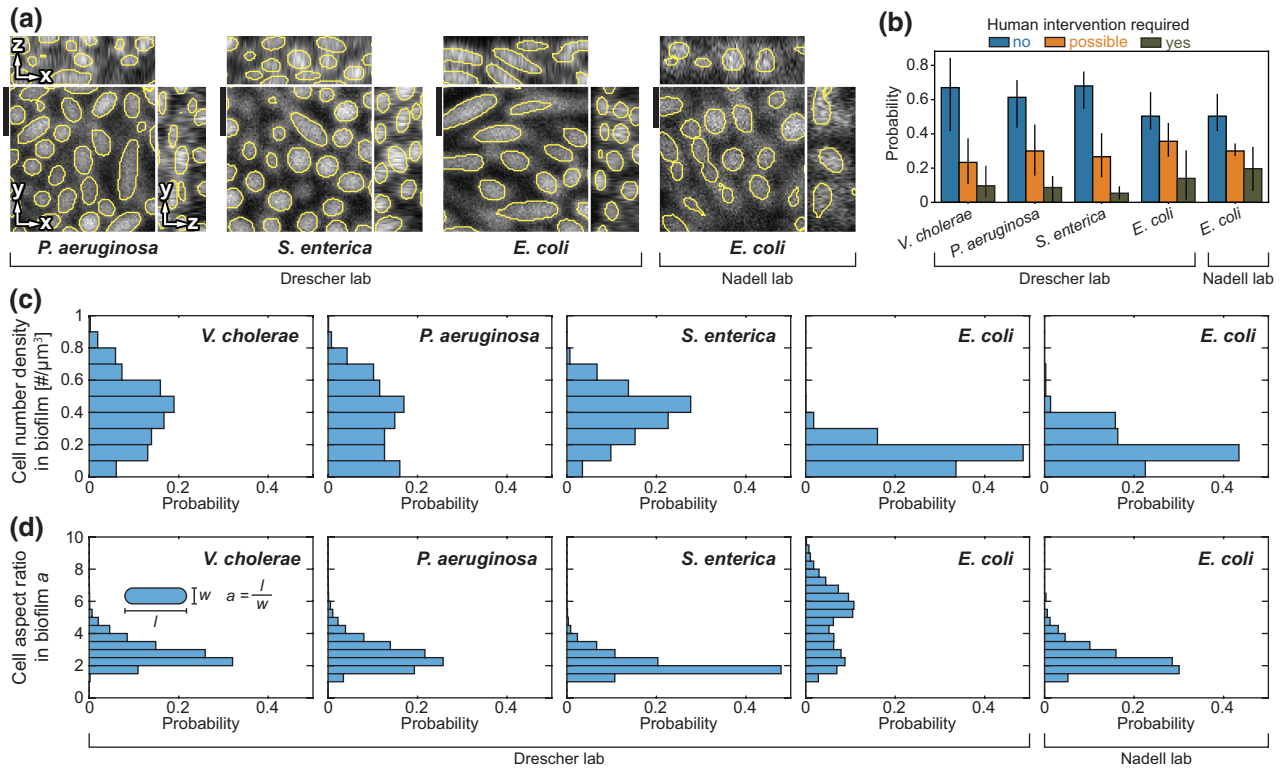 (a)
z
x
y
x
y
z
P. aeruginosa
S. enterica
E. coli
E. coli
Drescher lab
Nadell lab
(b)
Human intervention required
no possible yes
Probability
0.8
0.6
0.4
0.2
0
V. cholerae
P. aeruginosa
S. enterica
E. coli
E. coli
Drescher lab
Nadell lab
(c)
Cell number density
in biofilm [#/μm³]
1
0.8
0.6
0.4
0.2
0
V. cholerae
P. aeruginosa
S. enterica
E. coli
E. coli
0 0.2 0.4
0 0.2 0.4
0 0.2 0.4
0 0.2 0.4
0 0.2 0.4
Probability
Probability
Probability
Probability
Probability
(d)
Cell aspect ratio
in biofilm a
10
8
6
4
2
0
V. cholerae
w a = l/w
l
P. aeruginosa
S. enterica
E. coli
E. coli
0 0.2 0.4
0 0.2 0.4
0 0.2 0.4
0 0.2 0.4
0 0.2 0.4
Probability
Probability
Probability
Probability
Probability
Drescher lab
Nadell lab